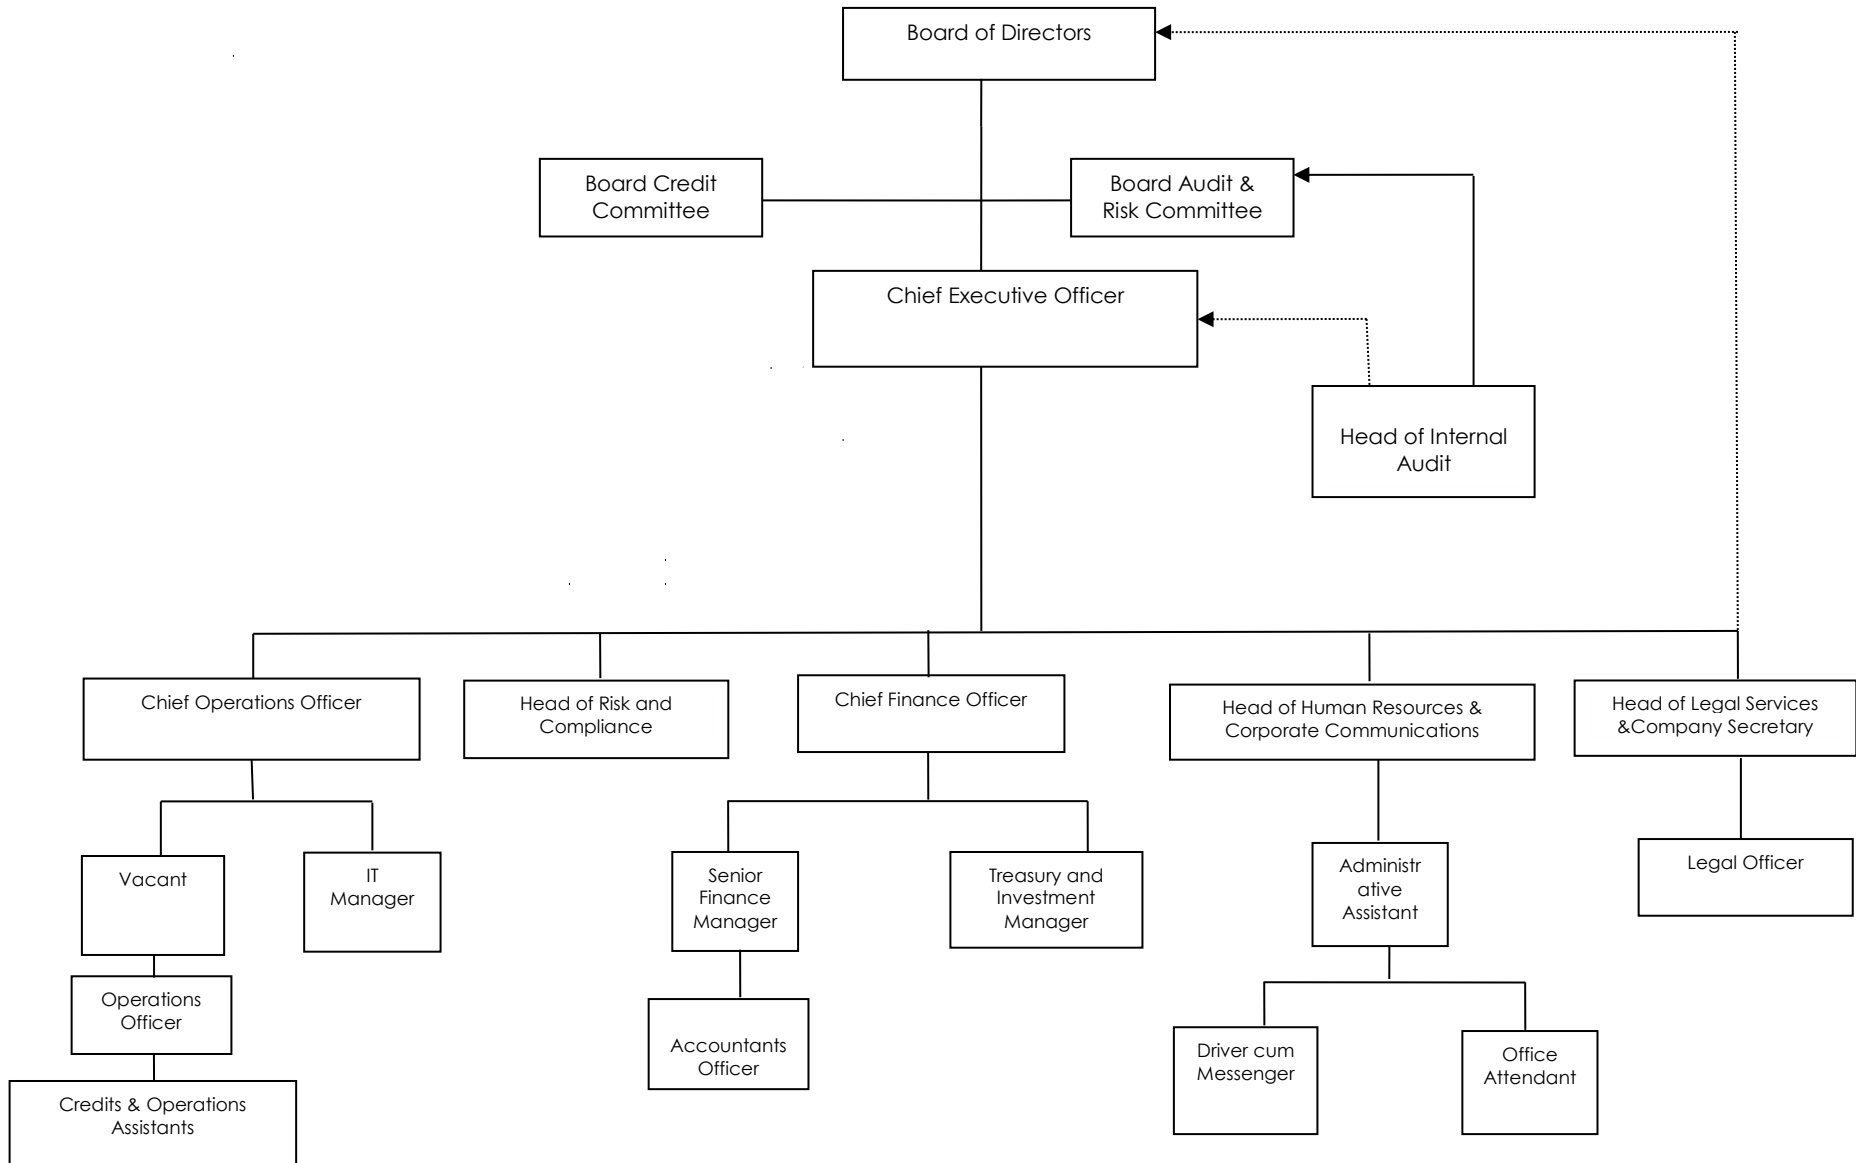 Board of Directors
Board Credit
Committee
Board Audit &
Risk Committee
Chief Executive Officer
Head of Internal
Audit
Chief Operations Officer
Head of Risk and
Compliance
Chief Finance Officer
Head of Human Resources &
Corporate Communications
Head of Legal Services
&Company Secretary
Vacant
IT
Manager
Senior
Finance
Manager
Treasury and
Investment
Manager
Administr
ative
Assistant
Legal Officer
Operations
Officer
Accountants
Officer
Driver cum
Messenger
Office
Attendant
Credits & Operations
Assistants